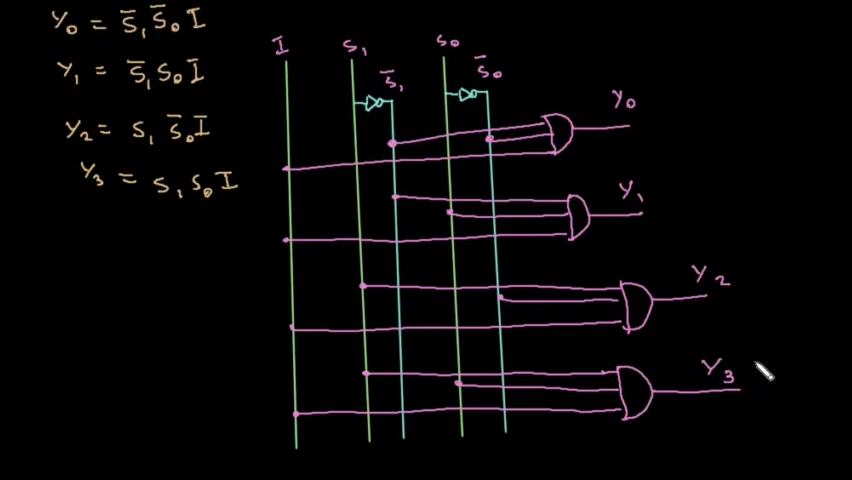 Y₀ = S̄₁ S̄₀ I
Y₁ = S̄₁ S₀ I
Y₂ = S₁ S̄₀ I
Y₃ = S₁ S₀ I
I S₁ S̄₁ S₀ S̄₀
Y₀
Y₁
Y₂
Y₃